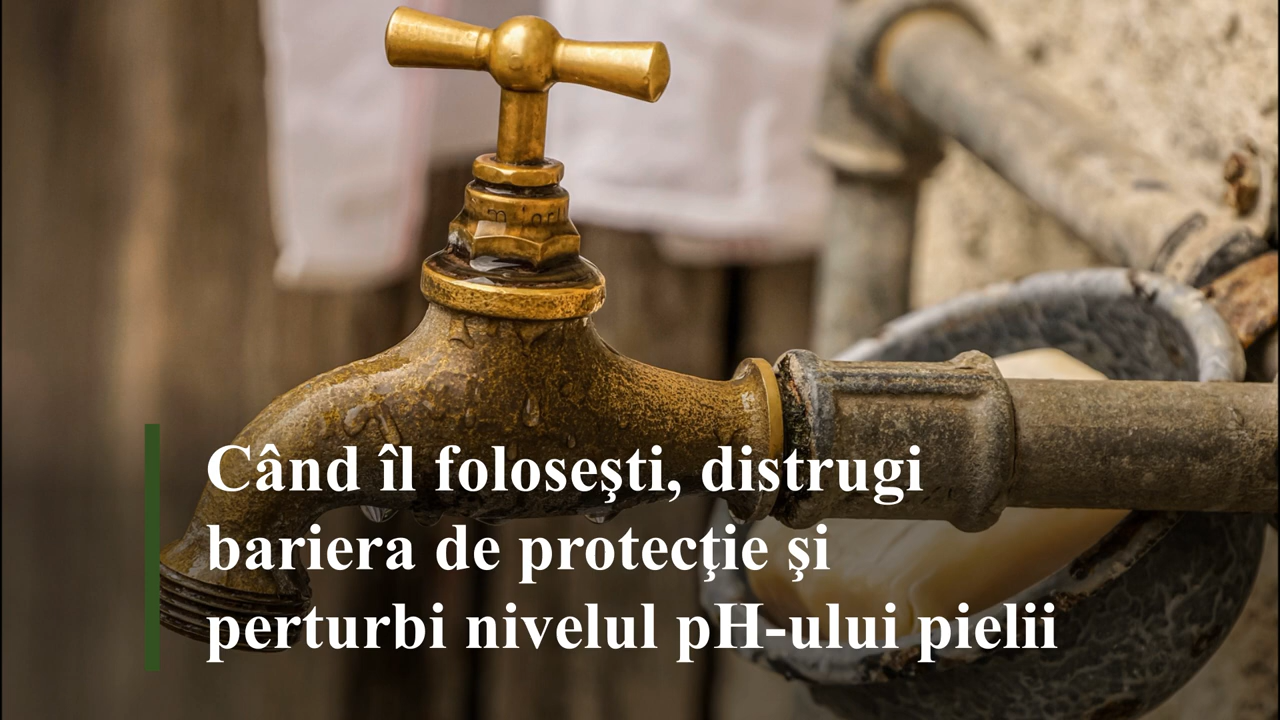 Când îl foloseşti, distrugi
bariera de protecţie şi
perturbi nivelul pH-ului pielii